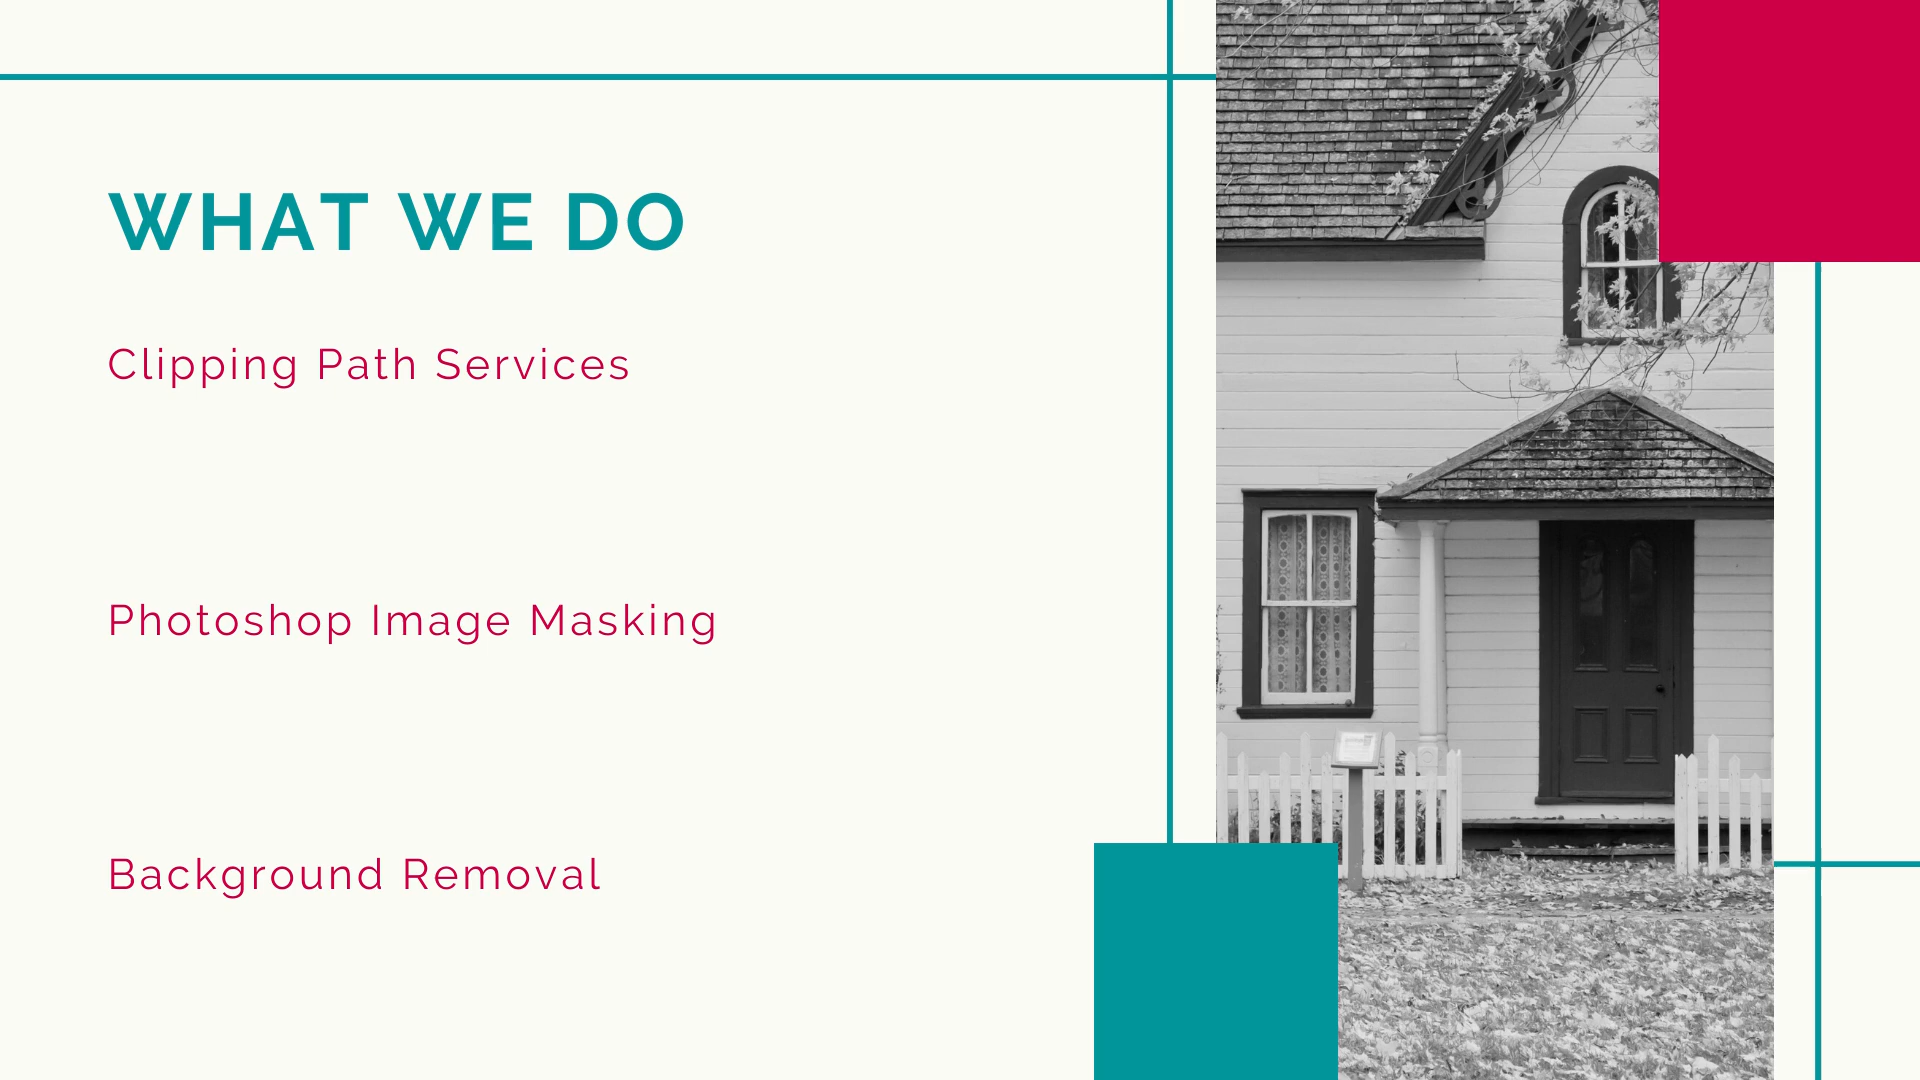 WHAT WE DO
Clipping Path Services
Photoshop Image Masking
Background Removal